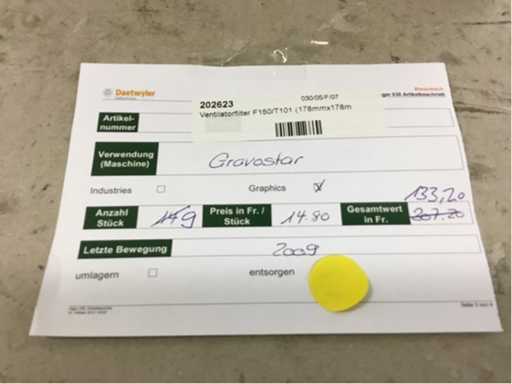 Daetwyler
202623
030/05/F/07
Ventilatorfilter F150/T101 (178mmx178m
Artikel-
nummer
Verwendung
(Maschine)
Gravostar
Industries
Graphics
133,20
Anzahl
Stück
9
Preis in Fr. /
Stück
14.80
Gesamtwert
in Fr.
207.20
Letzte Bewegung
2009
umlagern
entsorgen